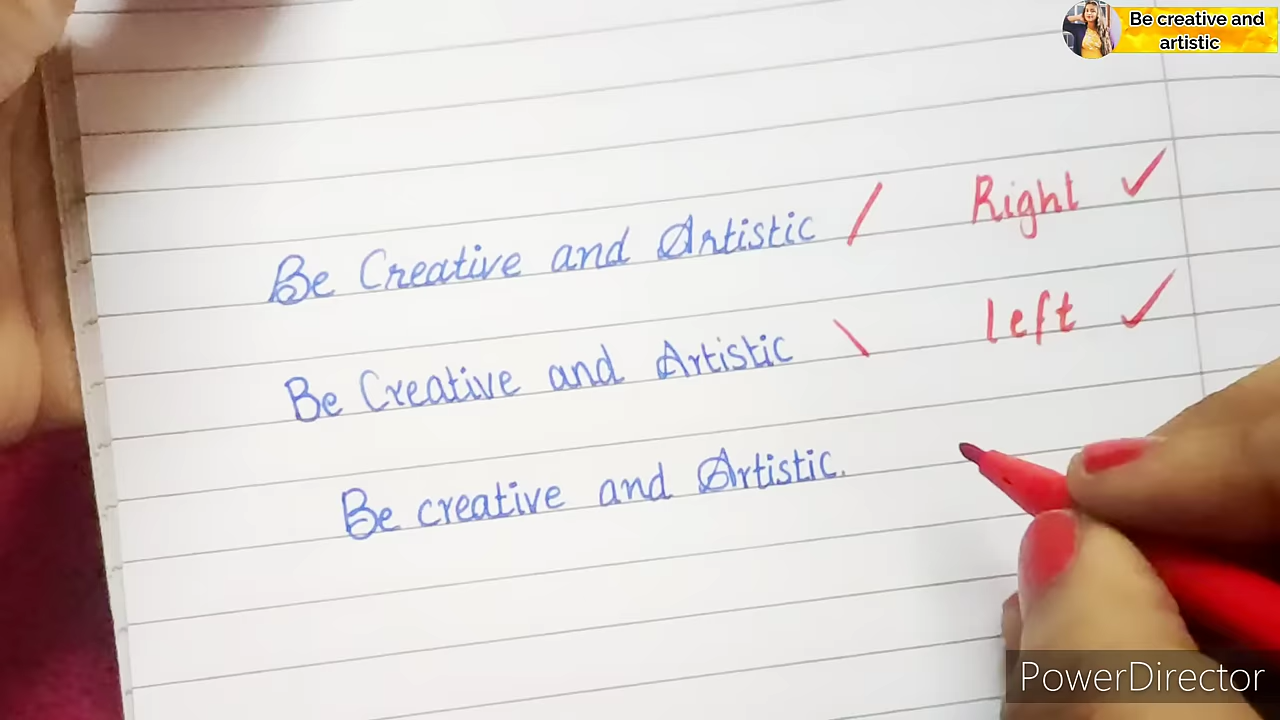 Be creative and
artistic
Be Creative and Artistic / Right ✓
Be Creative and Artistic \ left ✓
Be creative and Artistic.
PowerDirector